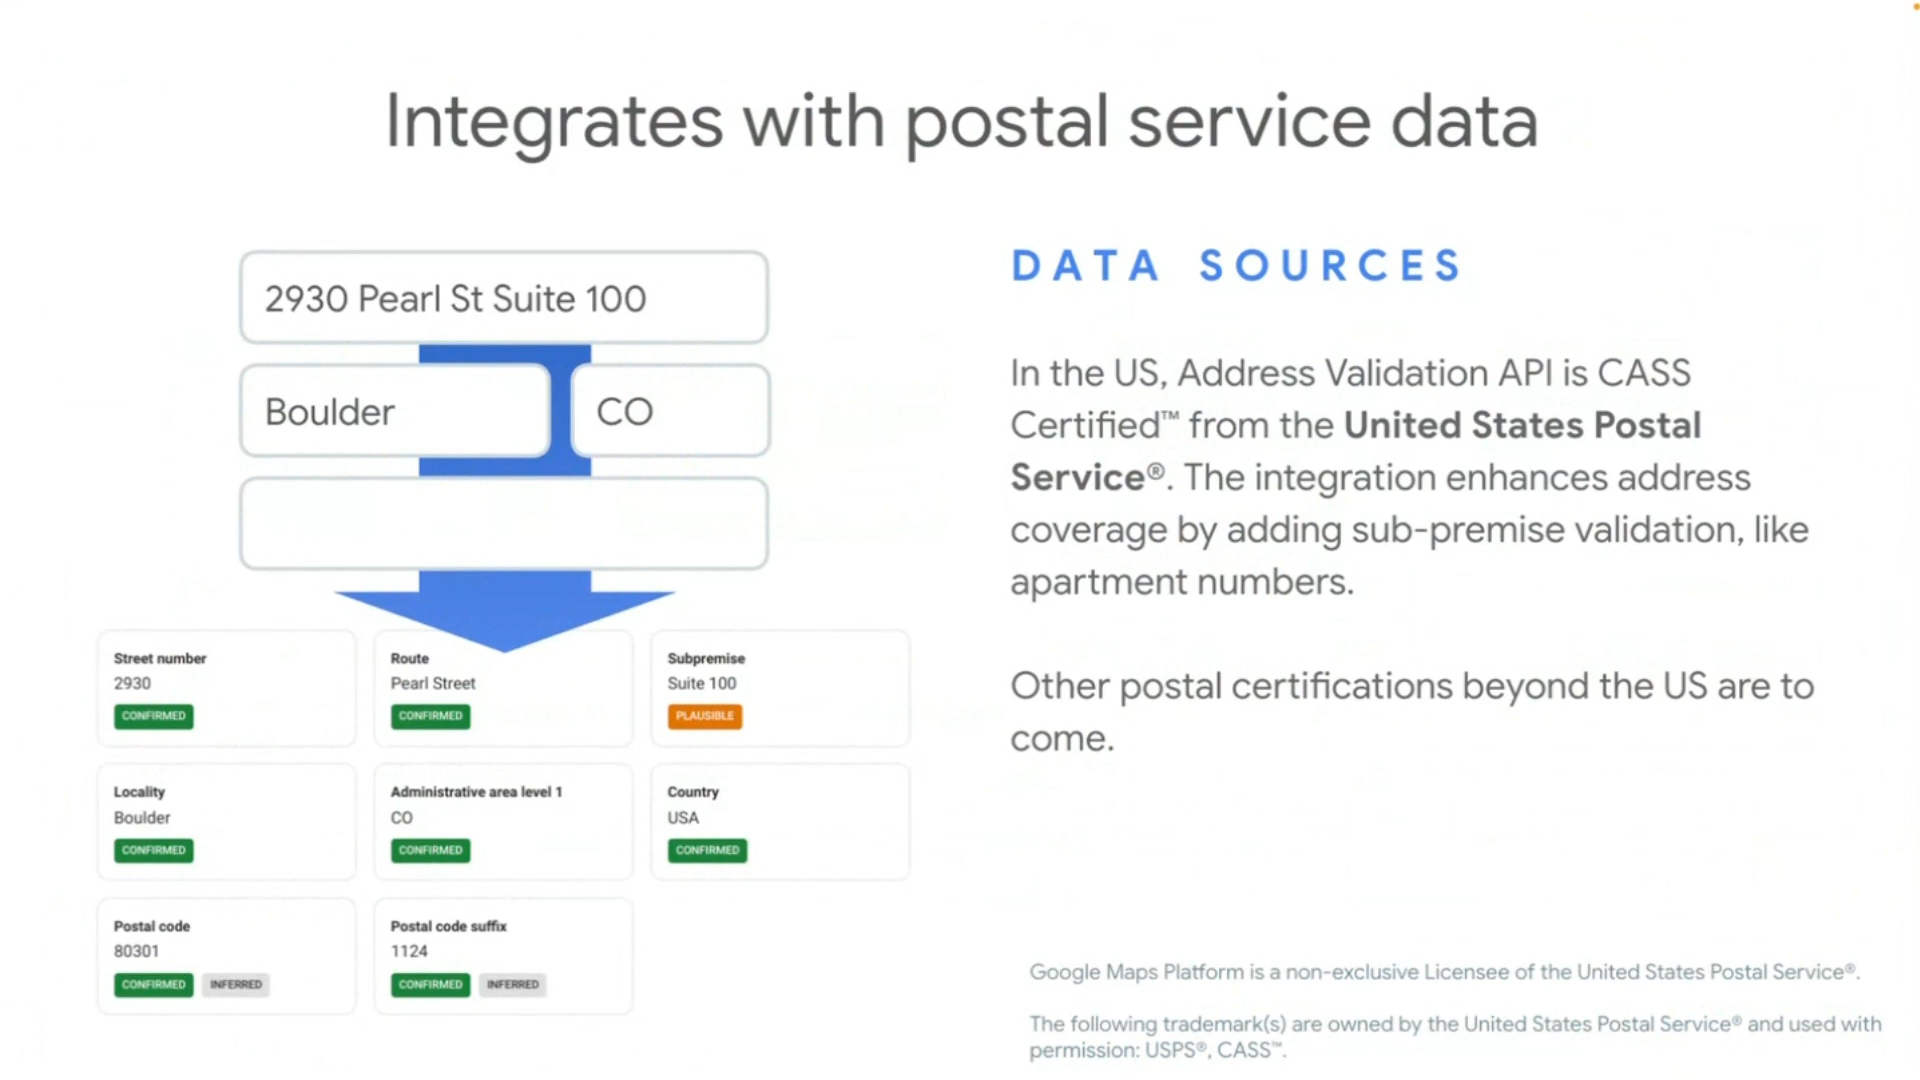 Integrates with postal service data
2930 Pearl St Suite 100
Boulder
CO
Street number
2930
CONFIRMED
Route
Pearl Street
CONFIRMED
Subpremise
Suite 100
PLAUSIBLE
Locality
Boulder
CONFIRMED
Administrative area level 1
CO
CONFIRMED
Country
USA
CONFIRMED
Postal code
80301
CONFIRMED INFERRED
Postal code suffix
1124
CONFIRMED INFERRED
DATA SOURCES
In the US, Address Validation API is CASS
Certified™ from the United States Postal
Service®. The integration enhances address
coverage by adding sub-premise validation, like
apartment numbers.
Other postal certifications beyond the US are to
come.
Google Maps Platform is a non-exclusive Licensee of the United States Postal Service®.
The following trademark(s) are owned by the United States Postal Service® and used with
permission: USPS®, CASS™.